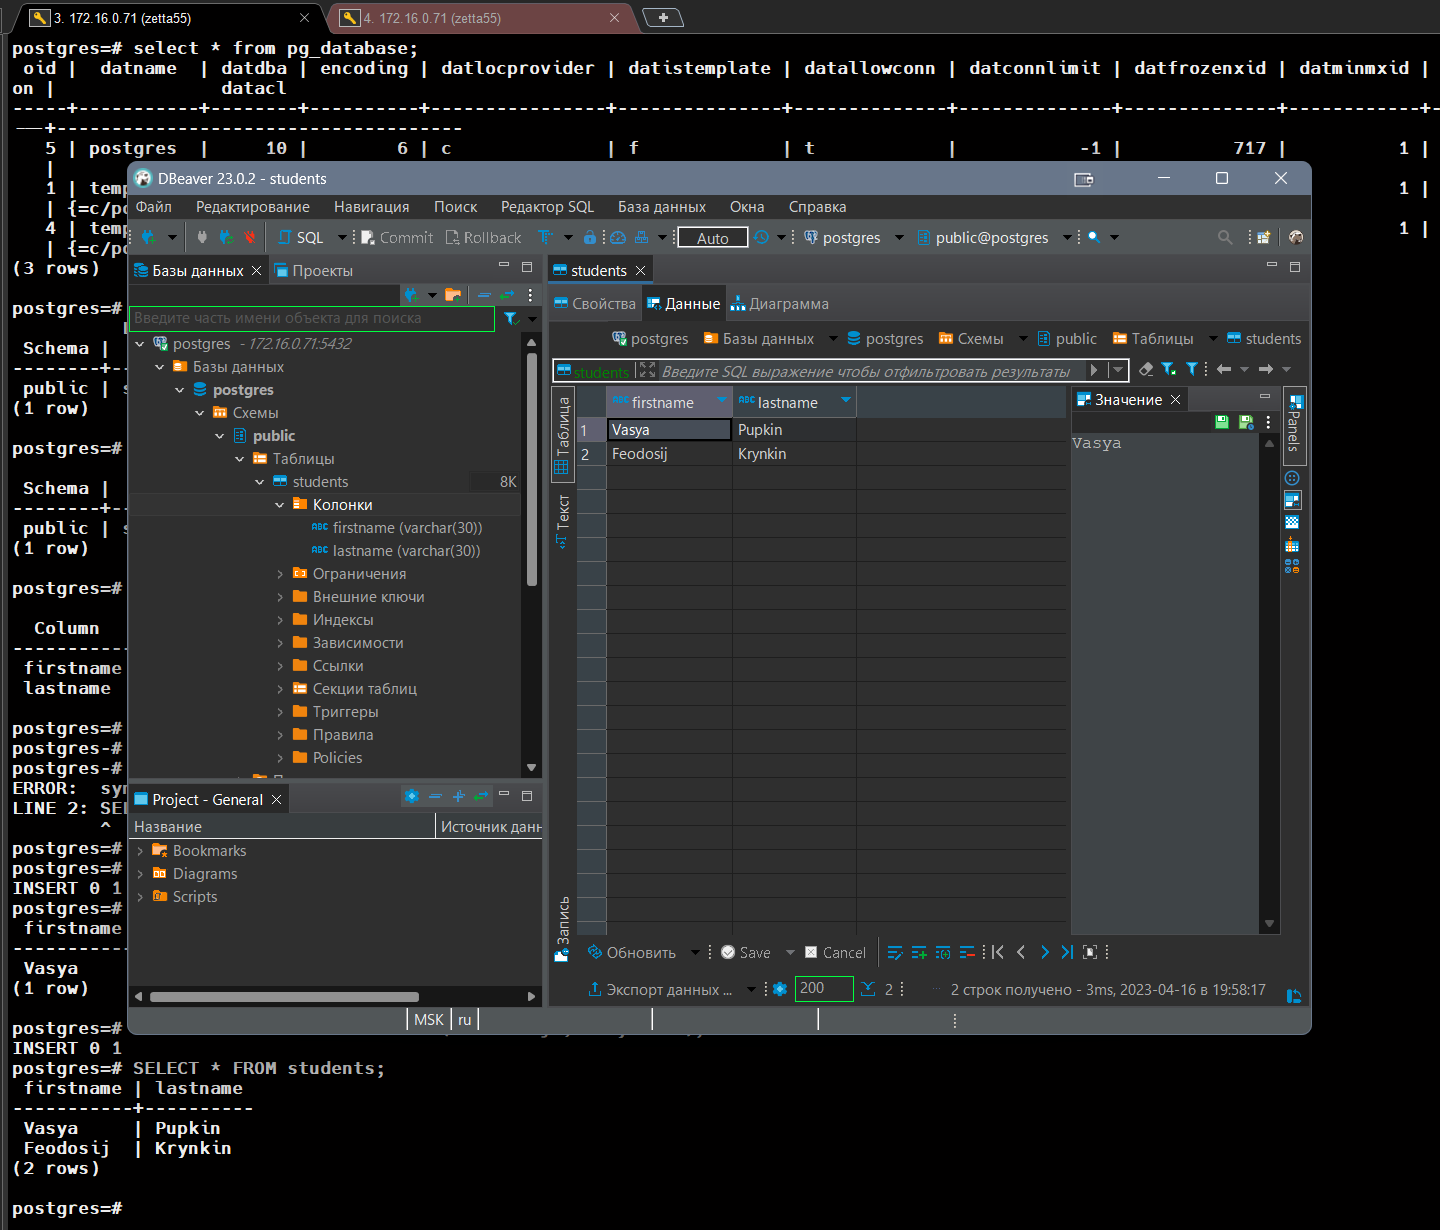 3. 172.16.0.71 (zetta55)
4. 172.16.0.71 (zetta55)
postgres=# select * from pg_database;
oid | datname | datdba | encoding | datlocprovider | datistemplate | datallowconn | datconnlimit | datfrozenxid | datminmxid |
on | datacl
-----+-----------+--------+----------+----------------+---------------+--------------+--------------+--------------+------------+-
---+--------------------------------------
5 | postgres | 10 | 6 | c | f | t | -1 | 717 | 1 |
|
1 | temp 1 |
| {=c/po
4 | temp 1 |
| {=c/po
(3 rows)
postgres=#
Schema |
--------+--
public | s
(1 row)
postgres=#
Schema |
--------+--
public | s
(1 row)
postgres=#
Column
-----------
firstname
lastname
postgres=#
postgres-#
postgres-#
ERROR: syn
LINE 2: SEL
^
postgres=#
postgres=#
INSERT 0 1
postgres=#
firstname
-----------
Vasya
(1 row)
postgres=#
INSERT 0 1
postgres=# SELECT * FROM students;
firstname | lastname
-----------+----------
Vasya | Pupkin
Feodosij | Krynkin
(2 rows)
postgres=#
DBeaver 23.0.2 - students
Файл Редактирование Навигация Поиск Редактор SQL База данных Окна Справка
SQL Commit Rollback Auto postgres public@postgres
Базы данных Проекты
Введите часть имени объекта для поиска
postgres - 172.16.0.71:5432
Базы данных
postgres
Схемы
public
Таблицы
students 8K
Колонки
ABC firstname (varchar(30))
ABC lastname (varchar(30))
Ограничения
Внешние ключи
Индексы
Зависимости
Ссылки
Секции таблиц
Триггеры
Правила
Policies
Project - General
Название Источник данн
Bookmarks
Diagrams
Scripts
students
Свойства Данные Диаграмма
postgres Базы данных postgres Схемы public Таблицы students
students Введите SQL выражение чтобы отфильтровать результаты
Таблица
Текст
Запись
ABC firstname ABC lastname
1 Vasya Pupkin
2 Feodosij Krynkin
Значение
Vasya
Panels
Обновить Save Cancel
Экспорт данных ... 200 2 2 строк получено - 3ms, 2023-04-16 в 19:58:17
MSK ru